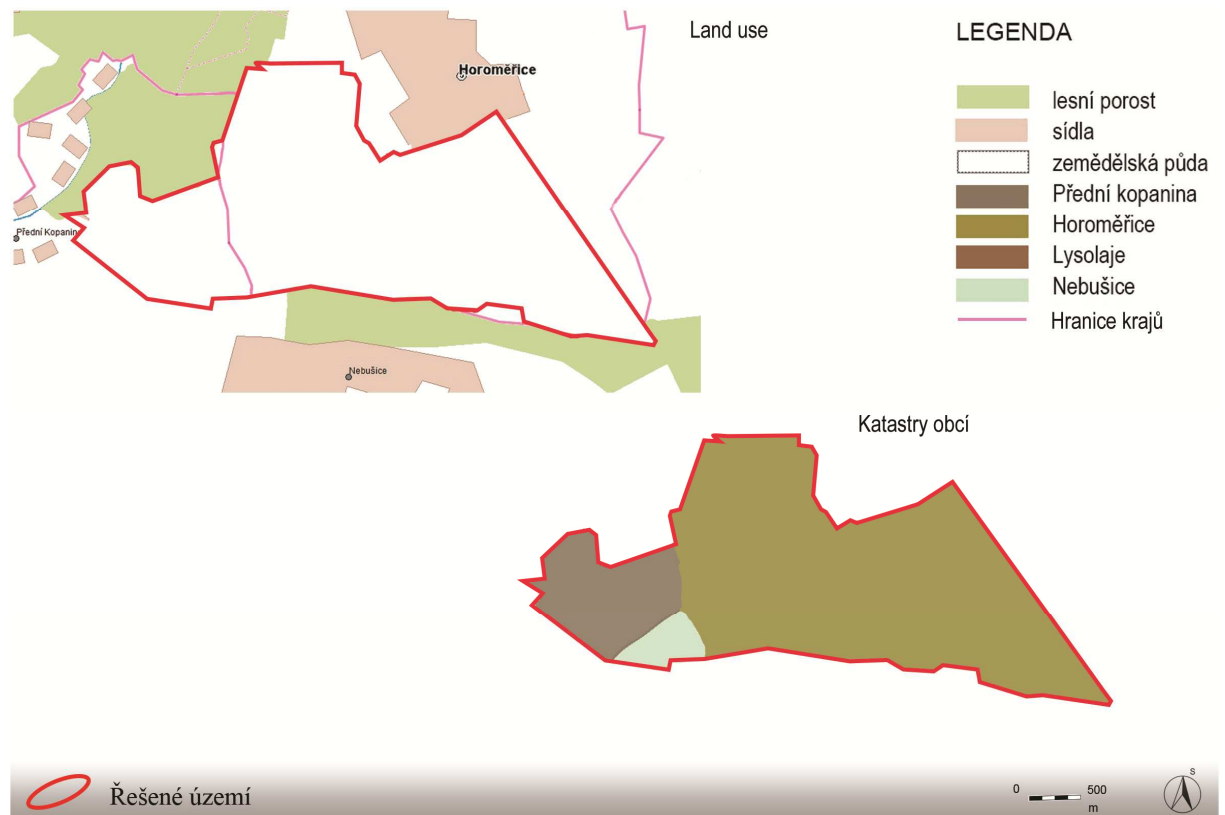 Land use
LEGENDA
Horoměřice
lesní porost
sídla
zemědělská půda
Přední kopanina
Horoměřice
Lysolaje
Nebušice
Hranice krajů
Přední Kopanin
Nebušice
Katastry obcí
Řešené území
0 500
m
S